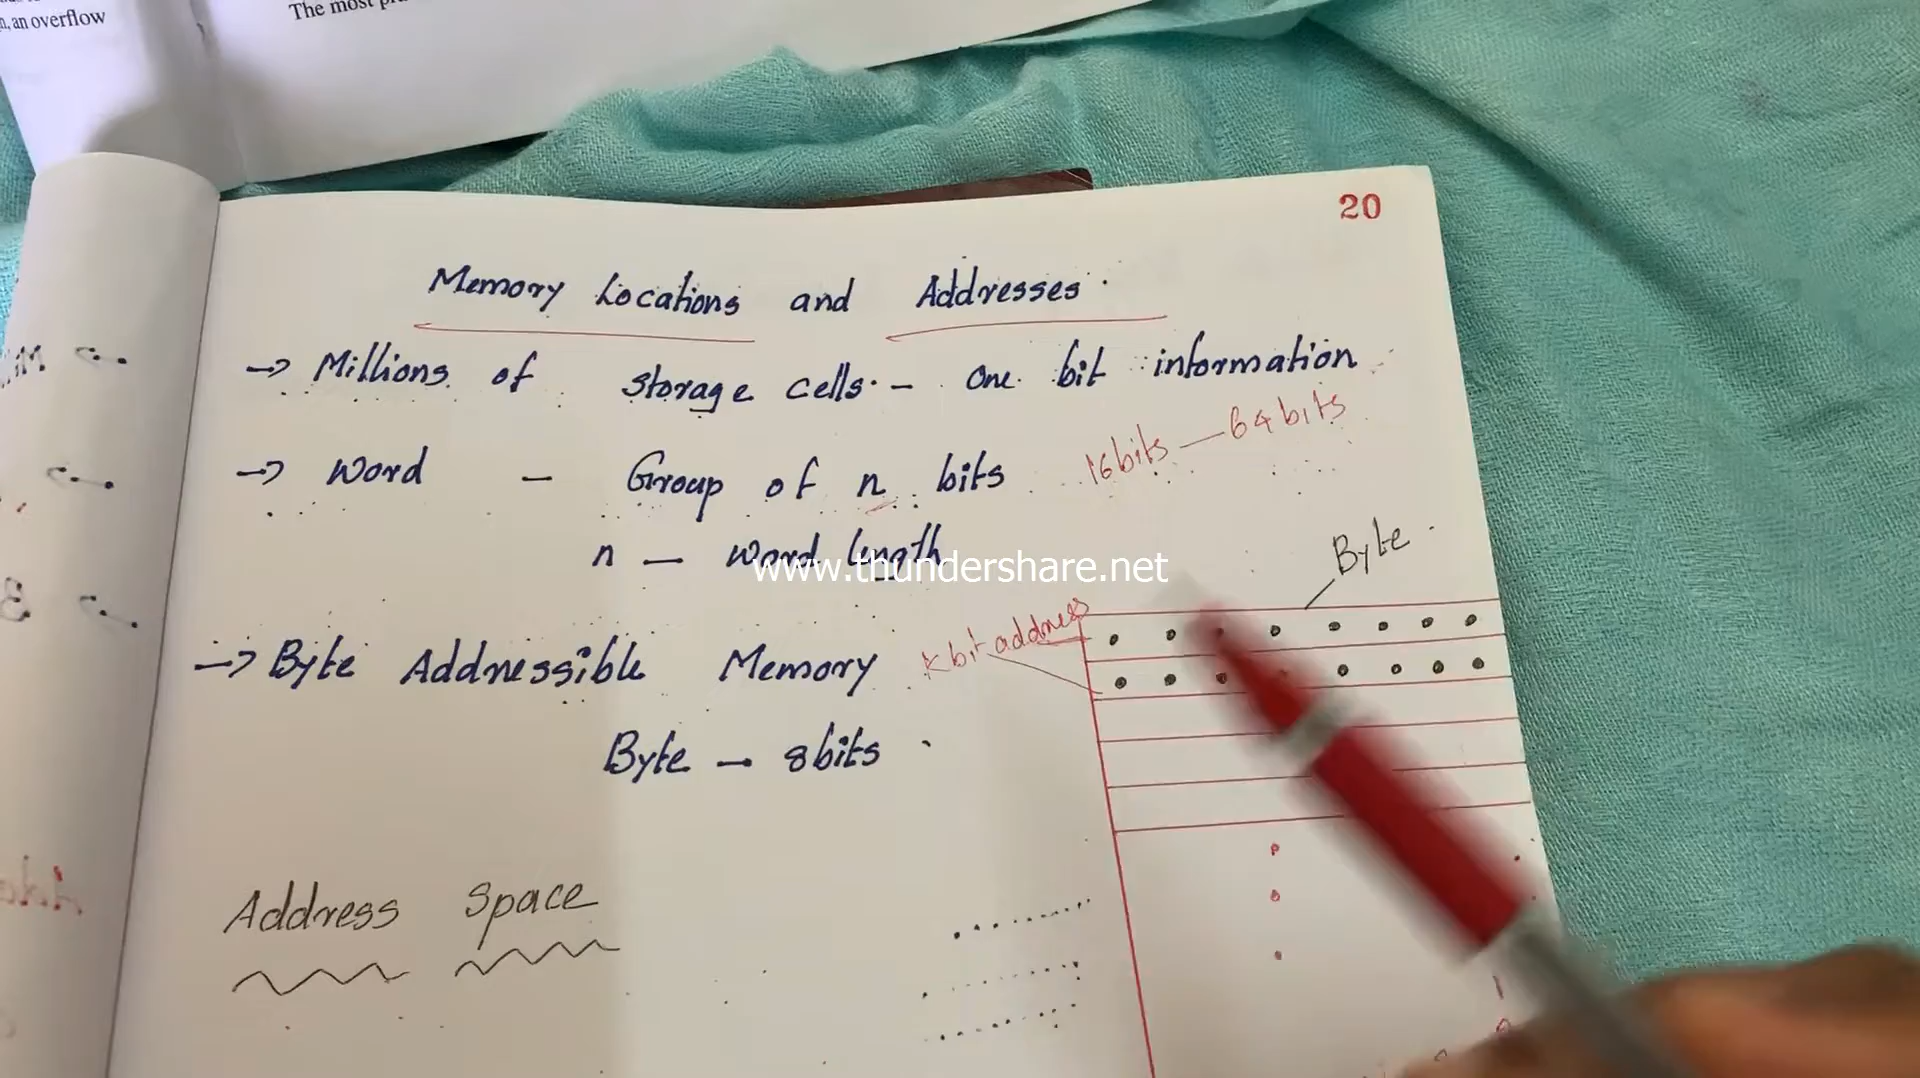 n, an overflow
The most
20
Memory Locations and Addresses.
→ Millions of storage cells. - One bit information
16bits — 64bits
→ Word - Group of n bits
n — word length
www.thundershare.net
Byte
k bit address
→ Byte Addressible Memory
Byte - 8bits
Address Space